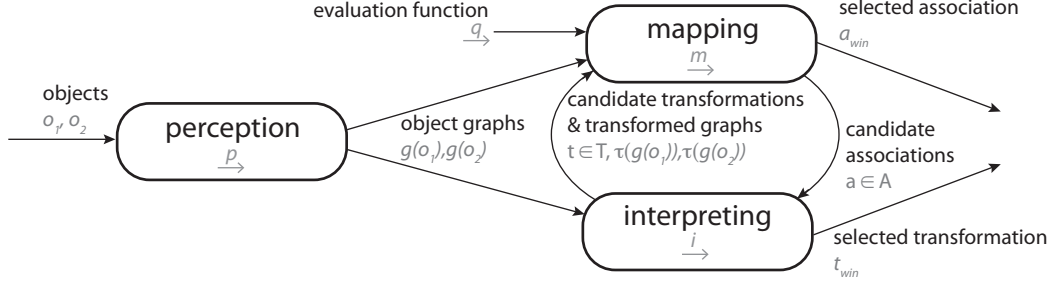 evaluation function
q
objects
o₁, o₂
perception
p
object graphs
g(o₁),g(o₂)
mapping
m
candidate transformations
& transformed graphs
t ∈ T, τ(g(o₁)),τ(g(o₂))
interpreting
i
selected association
a_win
candidate
associations
a ∈ A
selected transformation
t_win